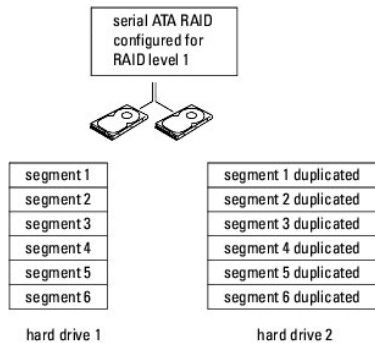 serial ATA RAID
configured for
RAID level 1
segment 1
segment 2
segment 3
segment 4
segment 5
segment 6
hard drive 1
segment 1 duplicated
segment 2 duplicated
segment 3 duplicated
segment 4 duplicated
segment 5 duplicated
segment 6 duplicated
hard drive 2